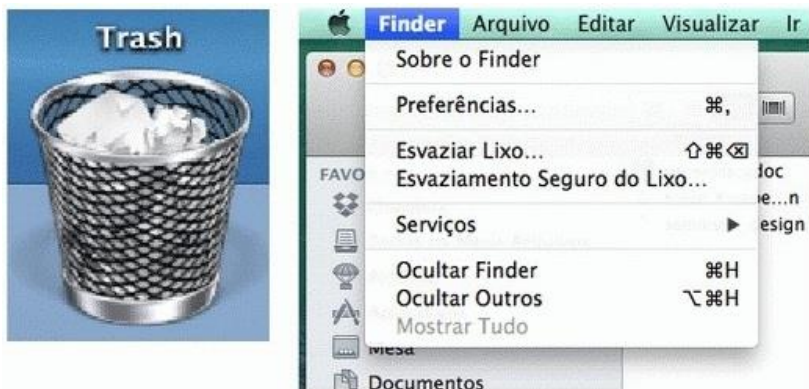 Trash
Finder Arquivo Editar Visualizar Ir
Sobre o Finder
Preferências... ⌘,
Esvaziar Lixo... ⇧⌘⌫
Esvaziamento Seguro do Lixo...
Serviços ▶
Ocultar Finder ⌘H
Ocultar Outros ⌥⌘H
Mostrar Tudo
FAVO
doc
e...n
esign
Mesa
Documentos